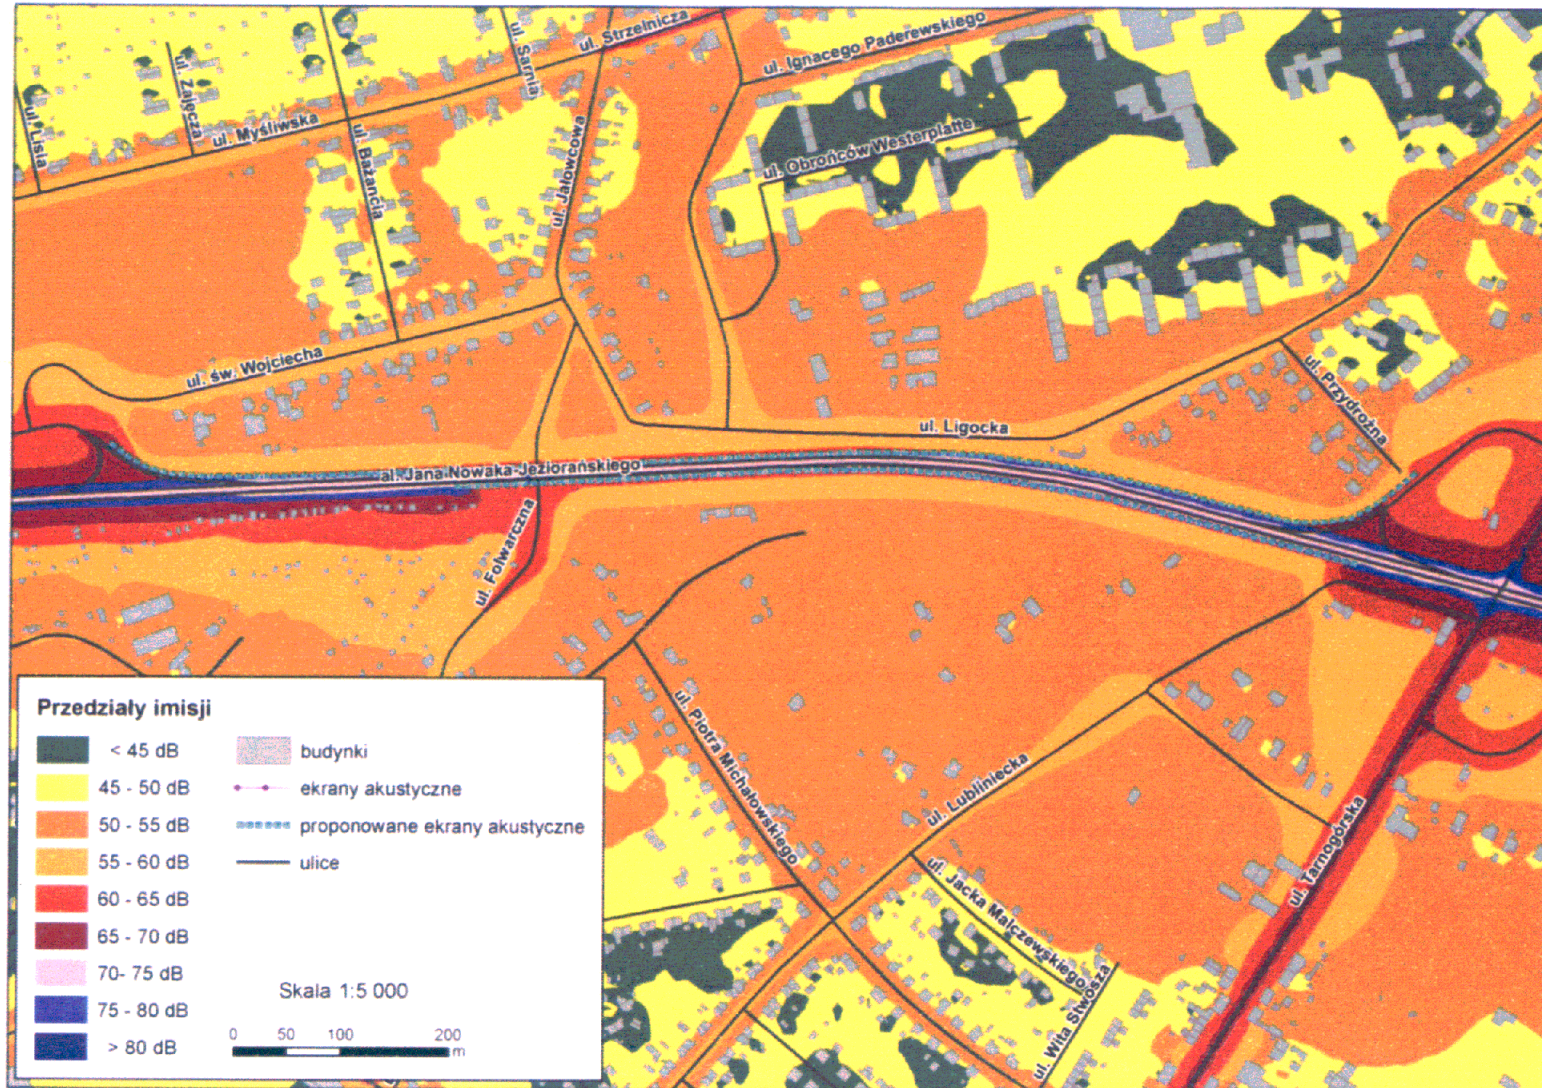 ul. Strzelnicza
ul. Sarnia
ul. Ignacego Paderewskiego
ul. Zajęcza
ul. Lisia
ul. Myśliwska
ul. Bażancia
ul. Jałowcowa
ul. Obrońców Westerplatte
ul. św. Wojciecha
ul. Przydrożna
ul. Ligocka
al. Jana Nowaka-Jeziorańskiego
ul. Folwarczna
ul. Piotra Michałowskiego
ul. Lubliniecka
ul. Tarnogórska
ul. Jacka Malczewskiego
ul. Wita Stwosza
Przedziały imisji
< 45 dB
45 - 50 dB
50 - 55 dB
55 - 60 dB
60 - 65 dB
65 - 70 dB
70- 75 dB
75 - 80 dB
> 80 dB
budynki
ekrany akustyczne
proponowane ekrany akustyczne
ulice
Skala 1:5 000
0 50 100 200
m